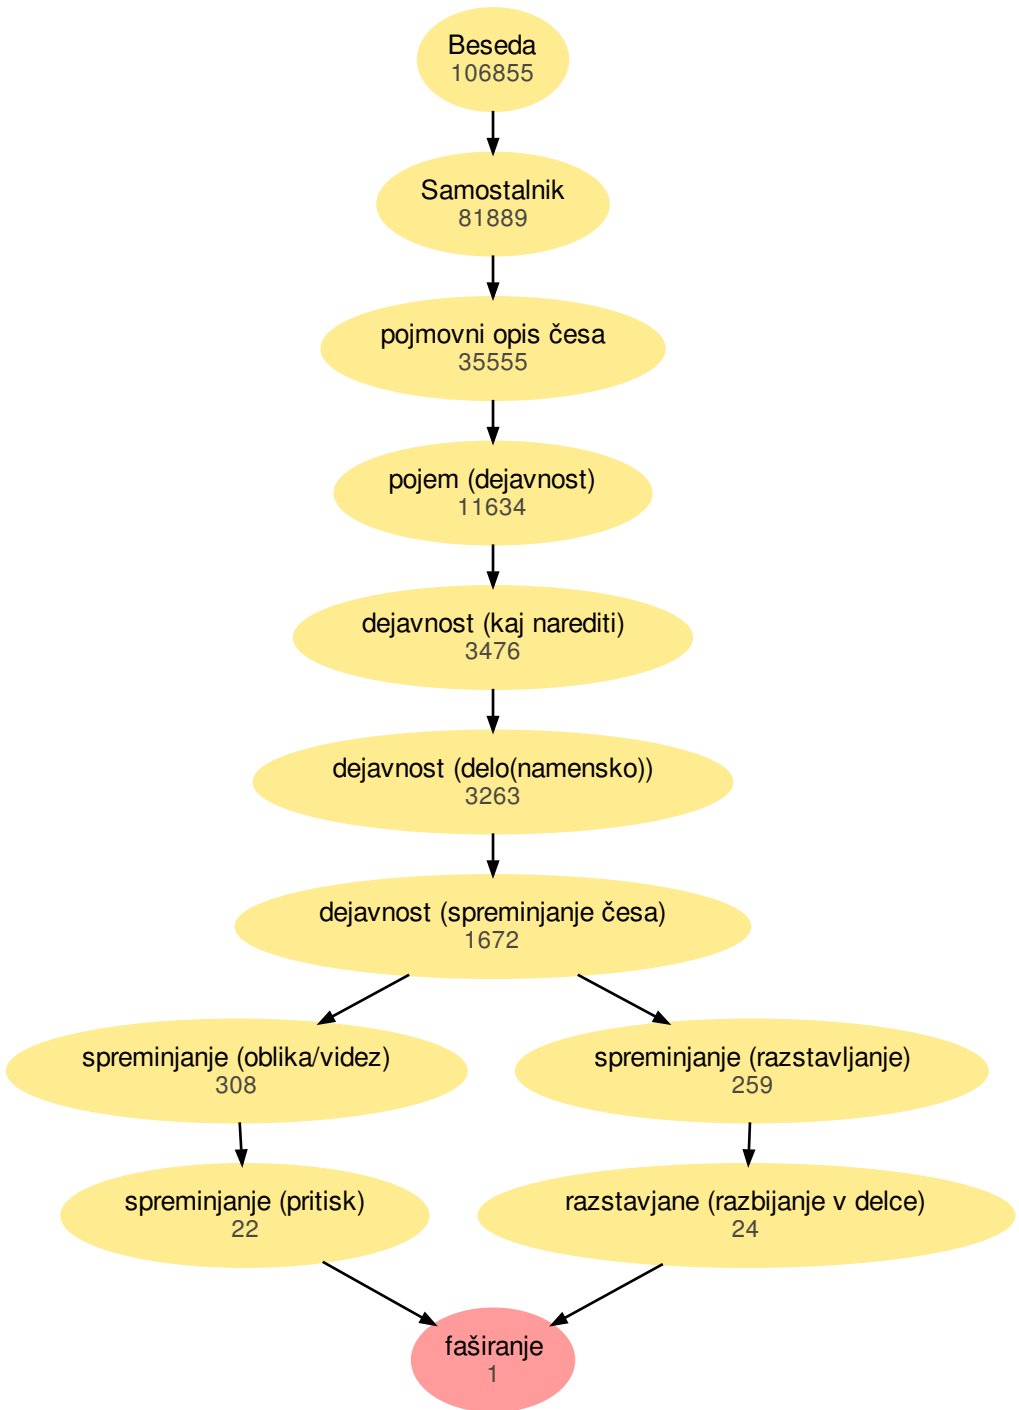 Beseda
106855
Samostalnik
81889
pojmovni opis česa
35555
pojem (dejavnost)
11634
dejavnost (kaj narediti)
3476
dejavnost (delo(namensko))
3263
dejavnost (spreminjanje česa)
1672
spreminjanje (oblika/videz)
308
spreminjanje (razstavljanje)
259
spreminjanje (pritisk)
22
razstavjane (razbijanje v delce)
24
faširanje
1